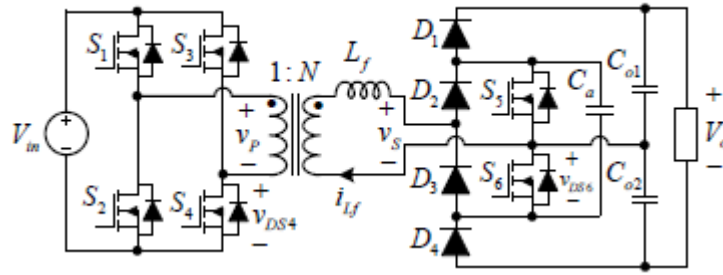 S1 S3 D1
1:N Lf
D2 S5 Ca Co1
+ + +
Vin vP vS Vo
− − −
S2 S4 + D3 S6 + Co2
vDS4 iLf vDS6
− D4 −